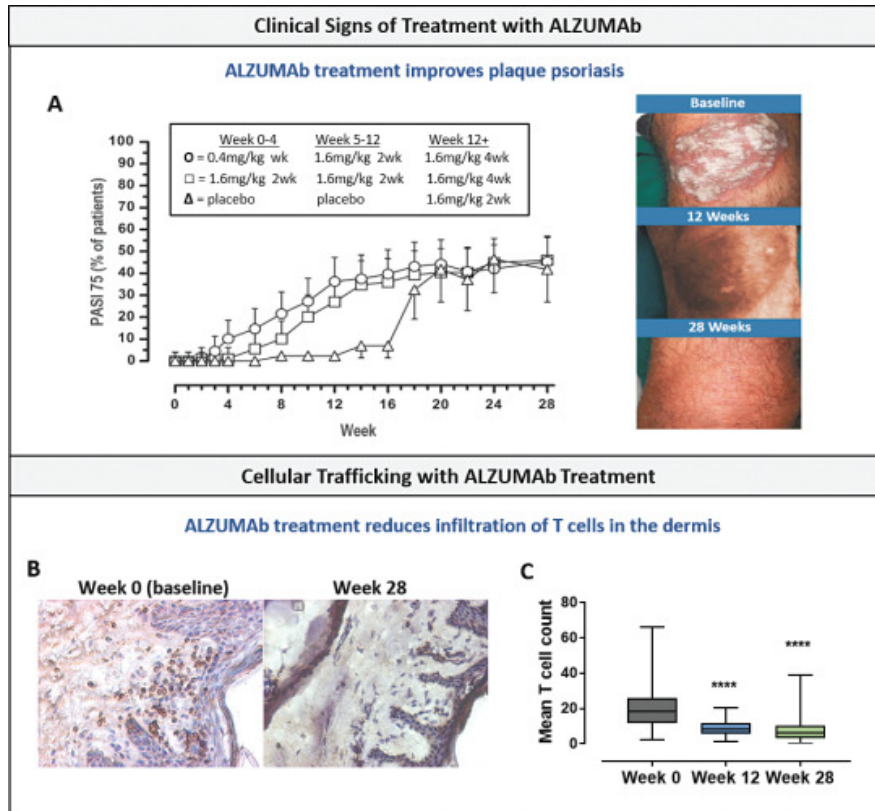 Clinical Signs of Treatment with ALZUMAb
ALZUMAb treatment improves plaque psoriasis
A
Week 0-4 Week 5-12 Week 12+
O = 0.4mg/kg wk 1.6mg/kg 2wk 1.6mg/kg 4wk
□ = 1.6mg/kg 2wk 1.6mg/kg 2wk 1.6mg/kg 4wk
Δ = placebo placebo 1.6mg/kg 2wk
PASI 75 (% of patients)
100
90
80
70
60
50
40
30
20
10
0
0 4 8 12 16 20 24 28
Week
Baseline
12 Weeks
28 Weeks
Cellular Trafficking with ALZUMAb Treatment
ALZUMAb treatment reduces infiltration of T cells in the dermis
B
Week 0 (baseline) Week 28
C
Mean T cell count
80
60
40
20
0
**** ****
Week 0 Week 12 Week 28